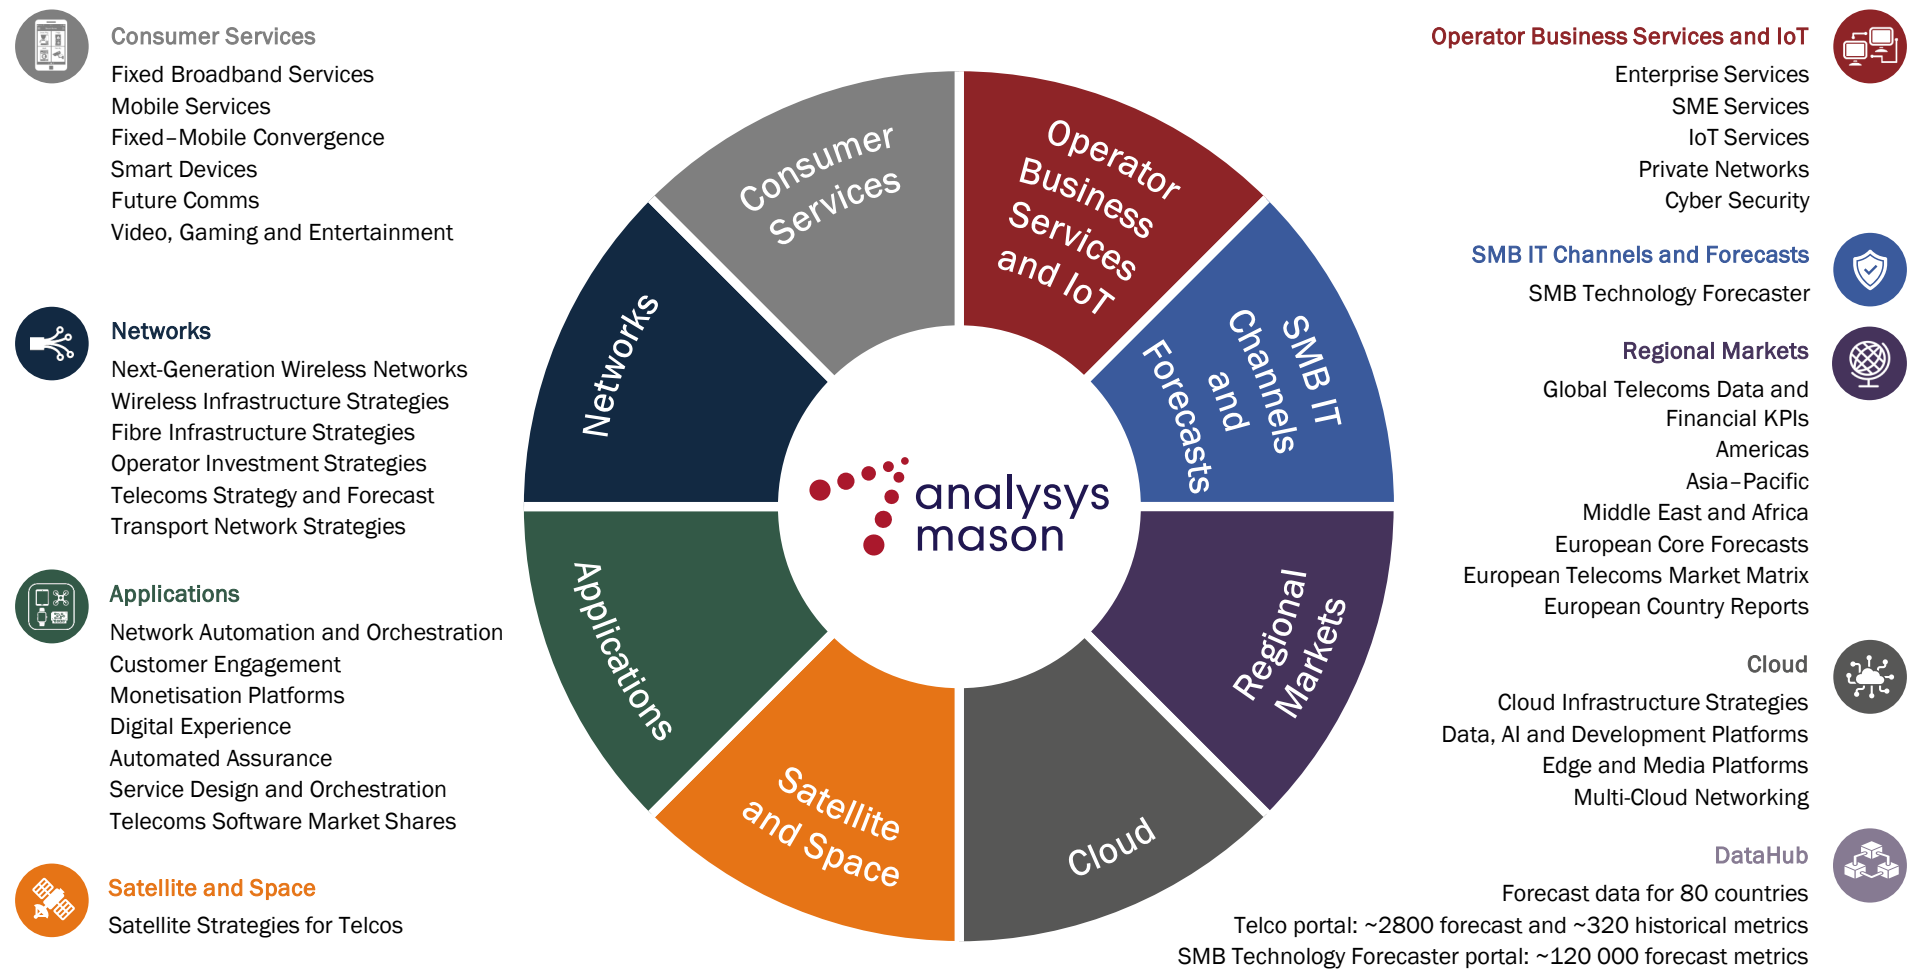 Consumer Services
Fixed Broadband Services
Mobile Services
Fixed–Mobile Convergence
Smart Devices
Future Comms
Video, Gaming and Entertainment
Networks
Next-Generation Wireless Networks
Wireless Infrastructure Strategies
Fibre Infrastructure Strategies
Operator Investment Strategies
Telecoms Strategy and Forecast
Transport Network Strategies
Applications
Network Automation and Orchestration
Customer Engagement
Monetisation Platforms
Digital Experience
Automated Assurance
Service Design and Orchestration
Telecoms Software Market Shares
Satellite and Space
Satellite Strategies for Telcos
Consumer
Services
Operator
Business
Services
and IoT
SMB IT
Channels
and
Forecasts
Regional
Markets
Cloud
Satellite
and Space
Applications
Networks
analysys
mason
Operator Business Services and IoT
Enterprise Services
SME Services
IoT Services
Private Networks
Cyber Security
SMB IT Channels and Forecasts
SMB Technology Forecaster
Regional Markets
Global Telecoms Data and
Financial KPIs
Americas
Asia–Pacific
Middle East and Africa
European Core Forecasts
European Telecoms Market Matrix
European Country Reports
Cloud
Cloud Infrastructure Strategies
Data, AI and Development Platforms
Edge and Media Platforms
Multi-Cloud Networking
DataHub
Forecast data for 80 countries
Telco portal: ~2800 forecast and ~320 historical metrics
SMB Technology Forecaster portal: ~120 000 forecast metrics